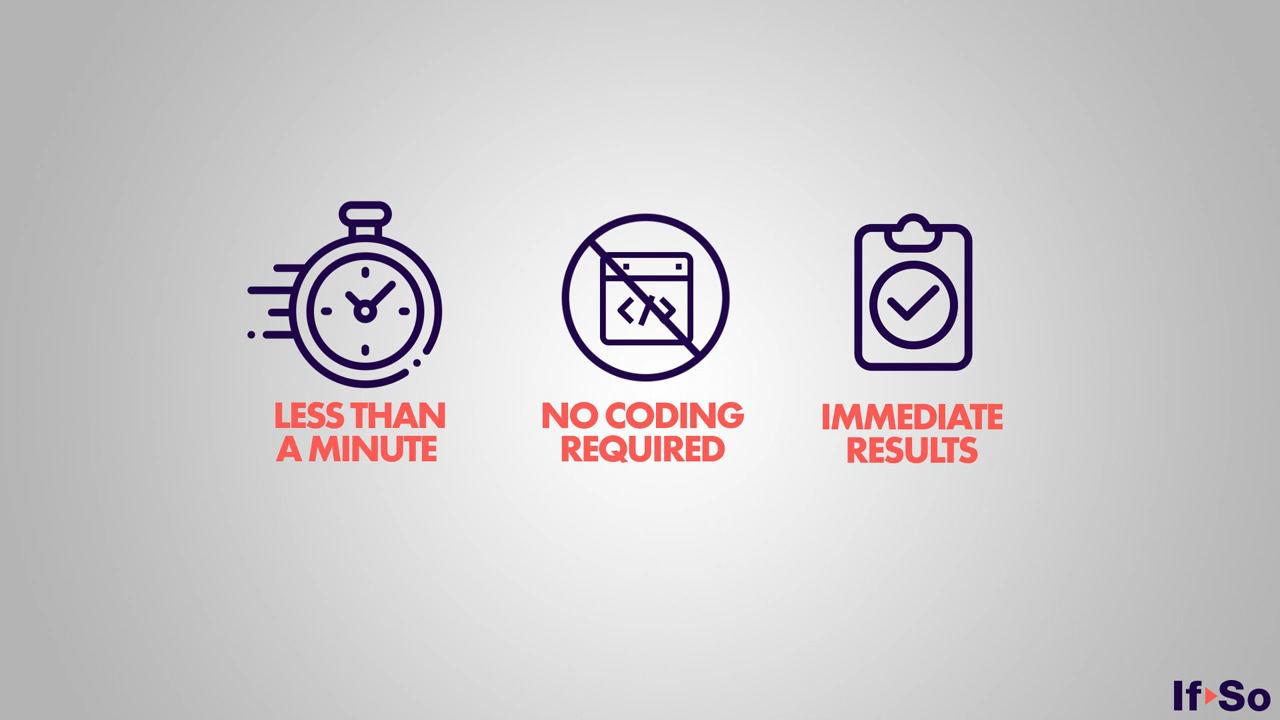 LESS THAN
A MINUTE
NO CODING
REQUIRED
</>
IMMEDIATE
RESULTS
If So